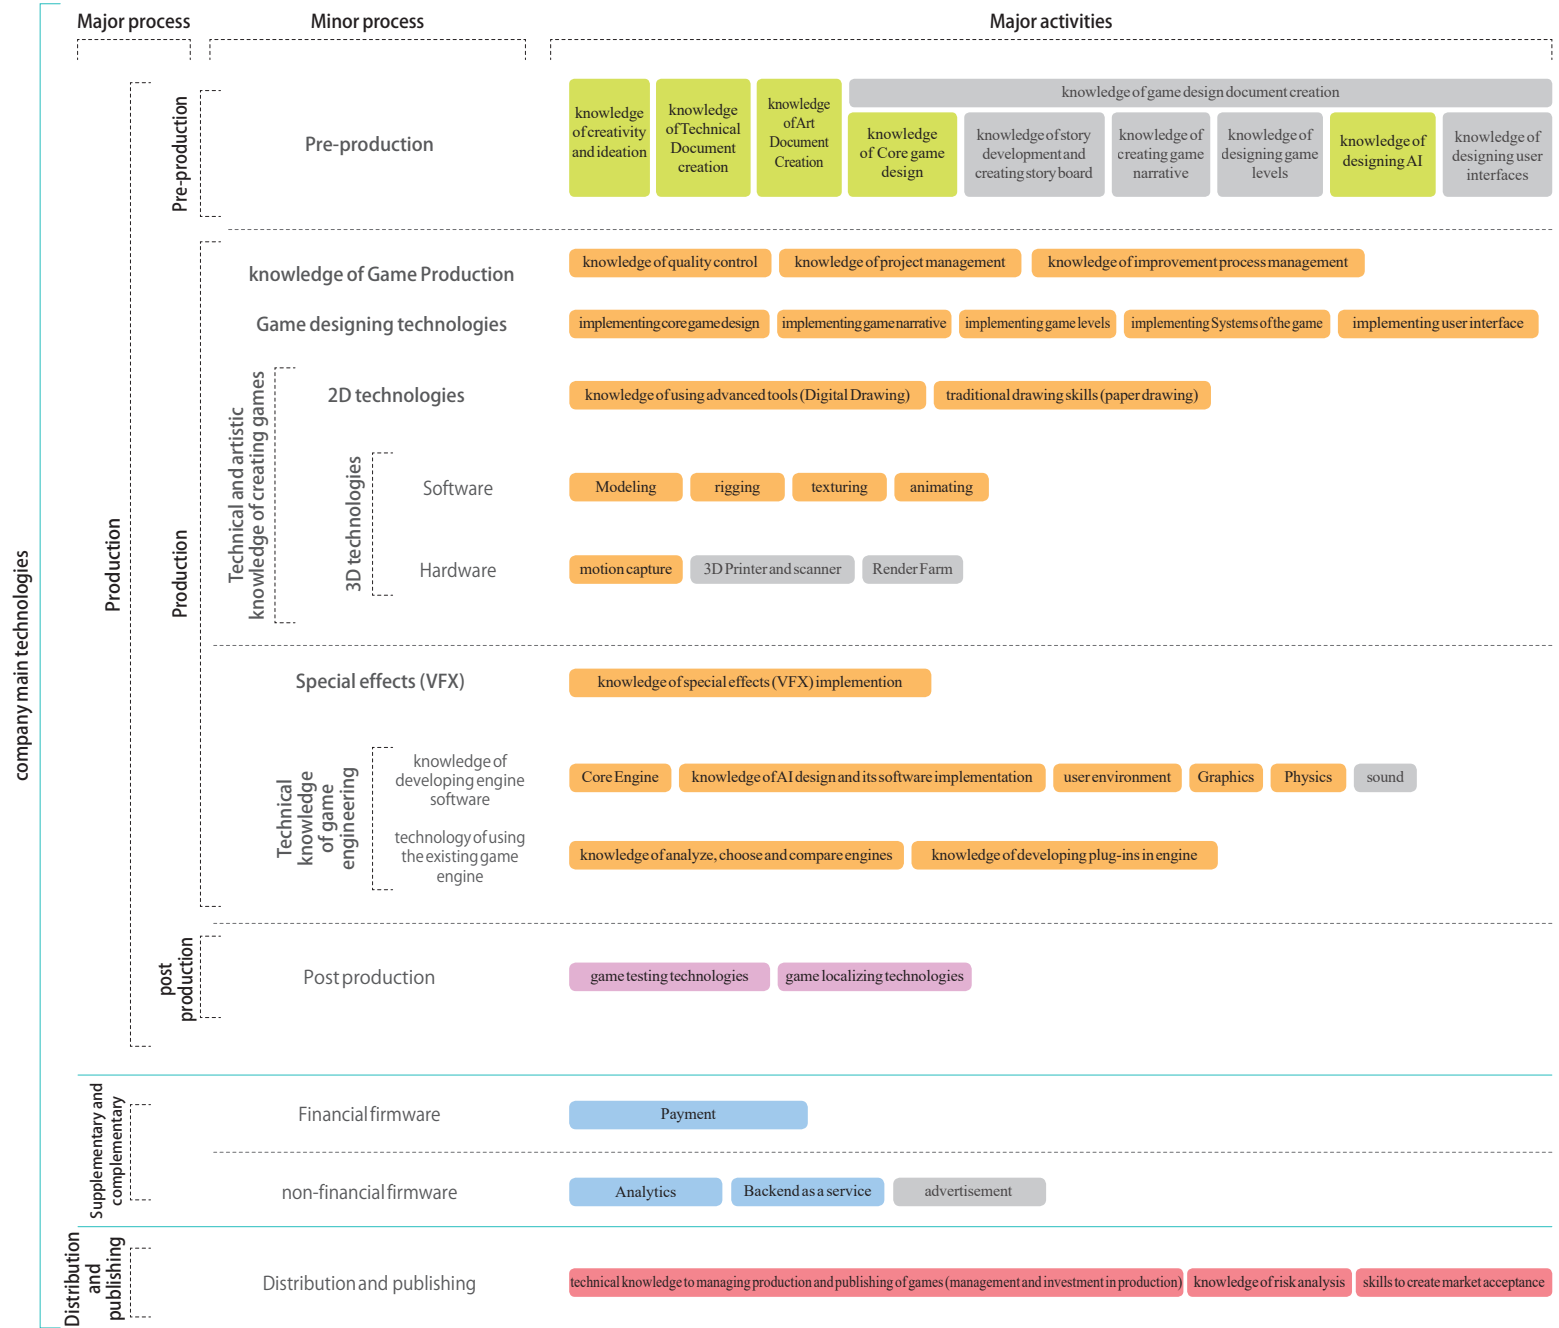 Major process
Minor process
Major activities
company main technologies
Production
Pre-production
Pre-production
knowledge
of creativity
and ideation
knowledge
of Technical
Document
creation
knowledge
of Art
Document
Creation
knowledge of game design document creation
knowledge
of Core game
design
knowledge of story
development and
creating story board
knowledge of
creating game
narrative
knowledge of
designing game
levels
knowledge of
designing AI
knowledge of
designing user
interfaces
Production
knowledge of Game Production
knowledge of quality control
knowledge of project management
knowledge of improvement process management
Game designing technologies
implementing core game design
implementing game narrative
implementing game levels
implementing Systems of the game
implementing user interface
Technical and artistic
knowledge of creating games
2D technologies
knowledge of using advanced tools (Digital Drawing)
traditional drawing skills (paper drawing)
3D technologies
Software
Modeling
rigging
texturing
animating
Hardware
motion capture
3D Printer and scanner
Render Farm
Special effects (VFX)
knowledge of special effects (VFX) implemention
Technical
knowledge
of game
engineering
knowledge of
developing engine
software
Core Engine
knowledge of AI design and its software implementation
user environment
Graphics
Physics
sound
technology of using
the existing game
engine
knowledge of analyze, choose and compare engines
knowledge of developing plug-ins in engine
post
production
Post production
game testing technologies
game localizing technologies
Supplementary and
complementary
Financial firmware
Payment
non-financial firmware
Analytics
Backend as a service
advertisement
Distribution
and
publishing
Distribution and publishing
technical knowledge to managing production and publishing of games (management and investment in production)
knowledge of risk analysis
skills to create market acceptance